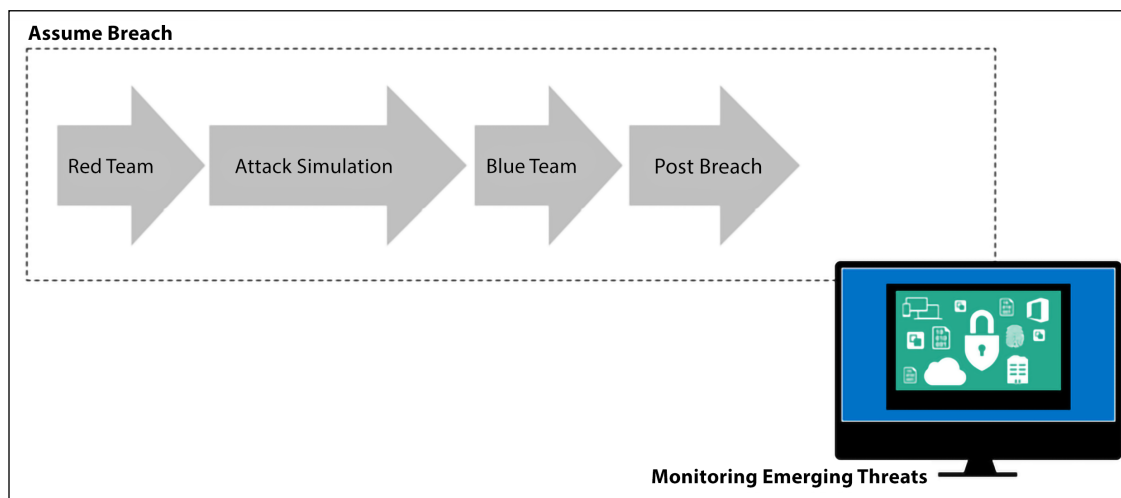 Assume Breach
Red Team
Attack Simulation
Blue Team
Post Breach
Monitoring Emerging Threats